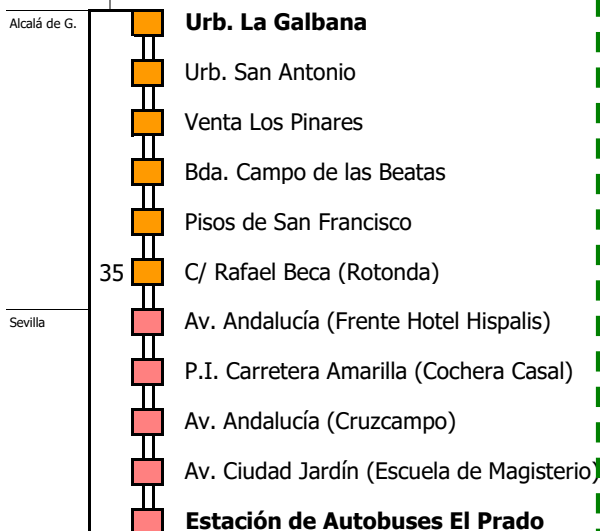 Alcalá de G.
Urb. La Galbana
Urb. San Antonio
Venta Los Pinares
Bda. Campo de las Beatas
Pisos de San Francisco
35 C/ Rafael Beca (Rotonda)
Sevilla
Av. Andalucía (Frente Hotel Hispalis)
P.I. Carretera Amarilla (Cochera Casal)
Av. Andalucía (Cruzcampo)
Av. Ciudad Jardín (Escuela de Magisterio)
Estación de Autobuses El Prado